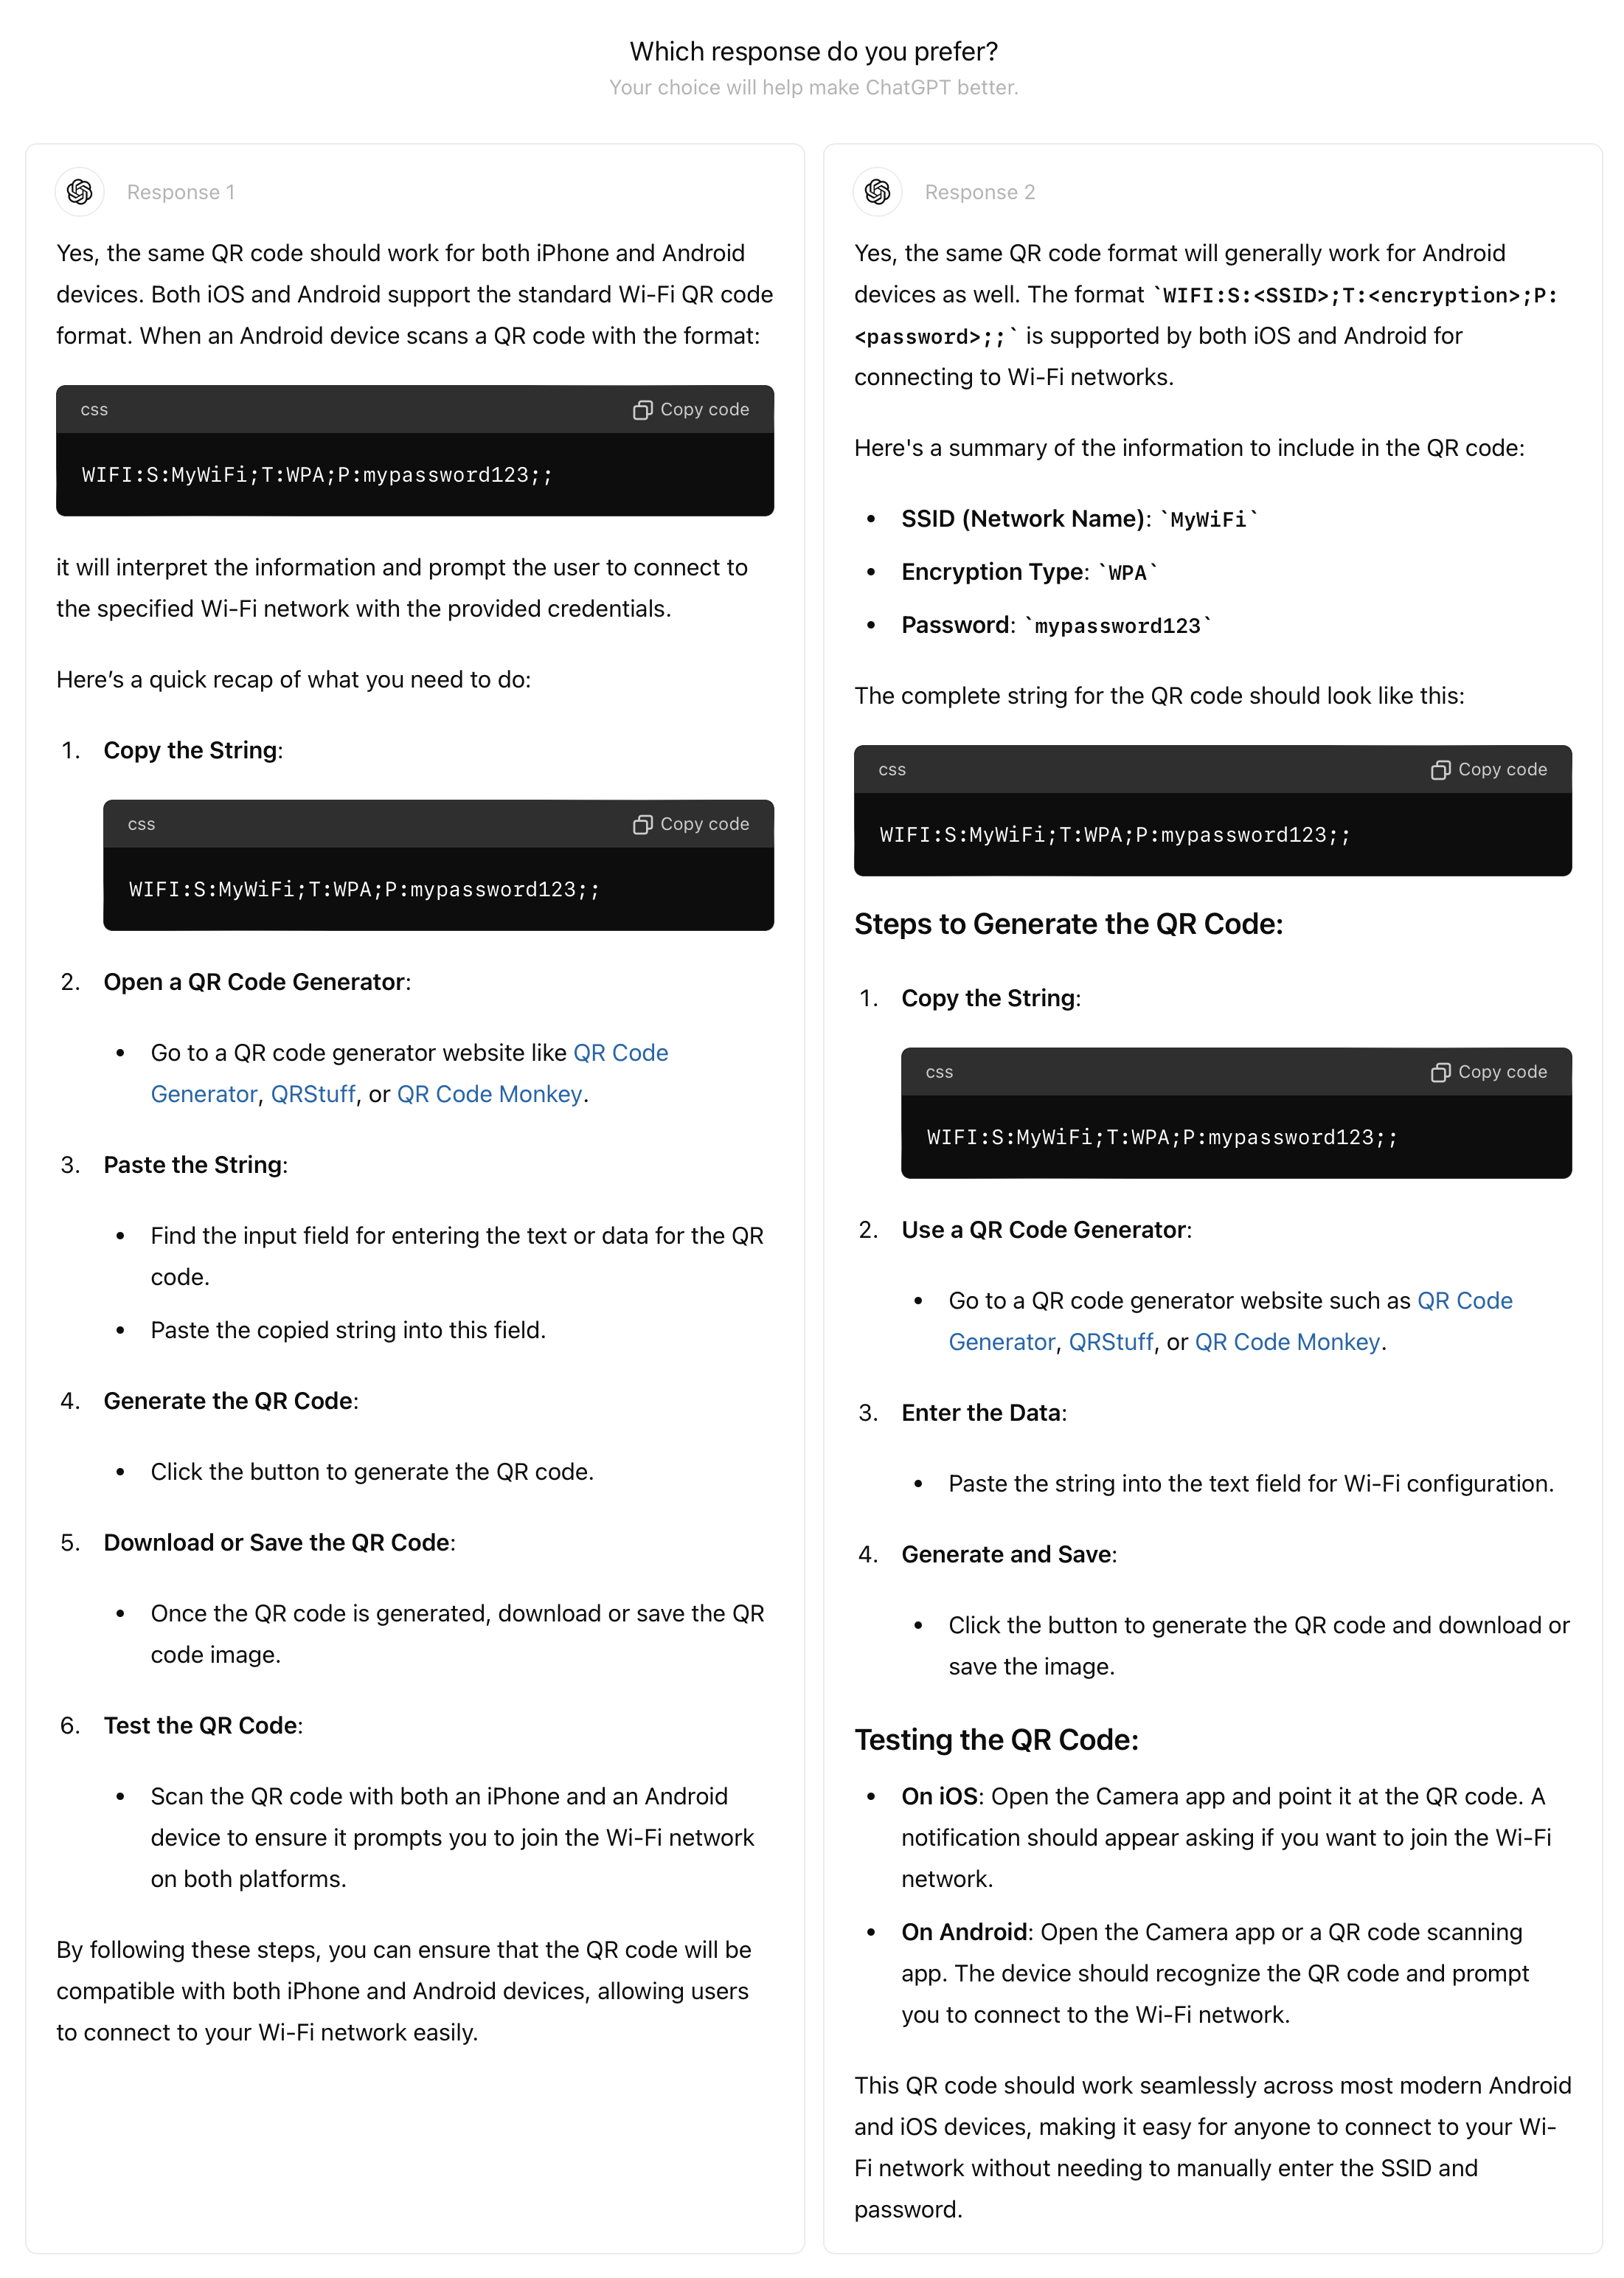 Which response do you prefer?
Your choice will help make ChatGPT better.
Response 1
Yes, the same QR code should work for both iPhone and Android
devices. Both iOS and Android support the standard Wi-Fi QR code
format. When an Android device scans a QR code with the format:
css
Copy code
WIFI:S:MyWiFi;T:WPA;P:mypassword123;;
it will interpret the information and prompt the user to connect to
the specified Wi-Fi network with the provided credentials.
Here’s a quick recap of what you need to do:
1. Copy the String:
css
Copy code
WIFI:S:MyWiFi;T:WPA;P:mypassword123;;
2. Open a QR Code Generator:
• Go to a QR code generator website like QR Code
Generator, QRStuff, or QR Code Monkey.
3. Paste the String:
• Find the input field for entering the text or data for the QR
code.
• Paste the copied string into this field.
4. Generate the QR Code:
• Click the button to generate the QR code.
5. Download or Save the QR Code:
• Once the QR code is generated, download or save the QR
code image.
6. Test the QR Code:
• Scan the QR code with both an iPhone and an Android
device to ensure it prompts you to join the Wi-Fi network
on both platforms.
By following these steps, you can ensure that the QR code will be
compatible with both iPhone and Android devices, allowing users
to connect to your Wi-Fi network easily.
Response 2
Yes, the same QR code format will generally work for Android
devices as well. The format `WIFI:S:<SSID>;T:<encryption>;P:
<password>;;` is supported by both iOS and Android for
connecting to Wi-Fi networks.
Here's a summary of the information to include in the QR code:
• SSID (Network Name): `MyWiFi`
• Encryption Type: `WPA`
• Password: `mypassword123`
The complete string for the QR code should look like this:
css
Copy code
WIFI:S:MyWiFi;T:WPA;P:mypassword123;;
Steps to Generate the QR Code:
1. Copy the String:
css
Copy code
WIFI:S:MyWiFi;T:WPA;P:mypassword123;;
2. Use a QR Code Generator:
• Go to a QR code generator website such as QR Code
Generator, QRStuff, or QR Code Monkey.
3. Enter the Data:
• Paste the string into the text field for Wi-Fi configuration.
4. Generate and Save:
• Click the button to generate the QR code and download or
save the image.
Testing the QR Code:
• On iOS: Open the Camera app and point it at the QR code. A
notification should appear asking if you want to join the Wi-Fi
network.
• On Android: Open the Camera app or a QR code scanning
app. The device should recognize the QR code and prompt
you to connect to the Wi-Fi network.
This QR code should work seamlessly across most modern Android
and iOS devices, making it easy for anyone to connect to your Wi-
Fi network without needing to manually enter the SSID and
password.